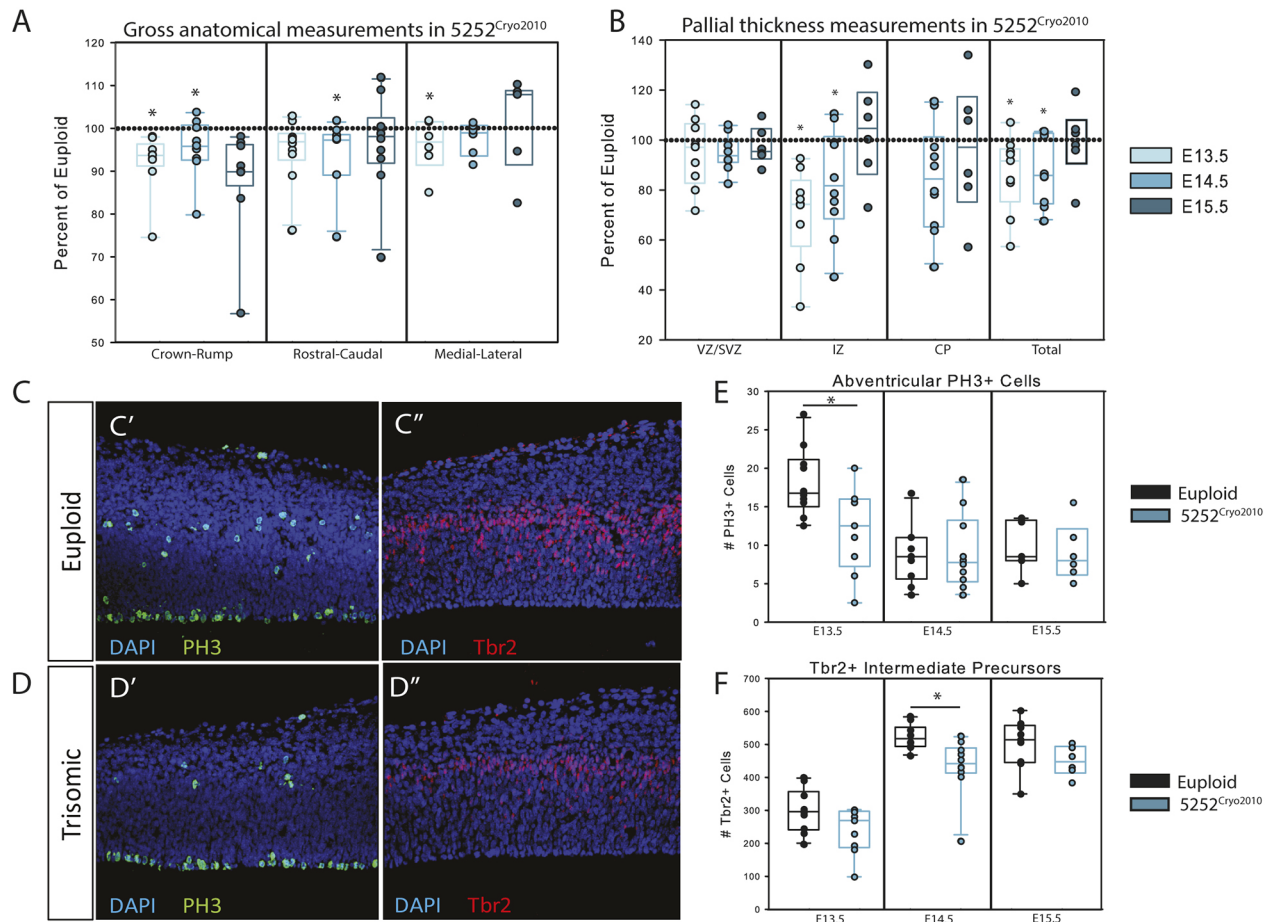 A
Gross anatomical measurements in 5252Cryo2010
Percent of Euploid
120
110
100
90
80
70
60
50
*
*
*
*
Crown-Rump
Rostral-Caudal
Medial-Lateral
B
Pallial thickness measurements in 5252Cryo2010
Percent of Euploid
140
120
100
80
60
40
20
*
*
*
*
VZ/SVZ
IZ
CP
Total
E13.5
E14.5
E15.5
C
Euploid
C'
DAPI
PH3
C"
DAPI
Tbr2
D
Trisomic
D'
DAPI
PH3
D"
DAPI
Tbr2
E
Abventricular PH3+ Cells
# PH3+ Cells
30
25
20
15
10
5
0
*
E13.5
E14.5
E15.5
Euploid
5252Cryo2010
F
Tbr2+ Intermediate Precursors
# Tbr2+ Cells
700
600
500
400
300
200
100
0
*
E13.5
E14.5
E15.5
Euploid
5252Cryo2010